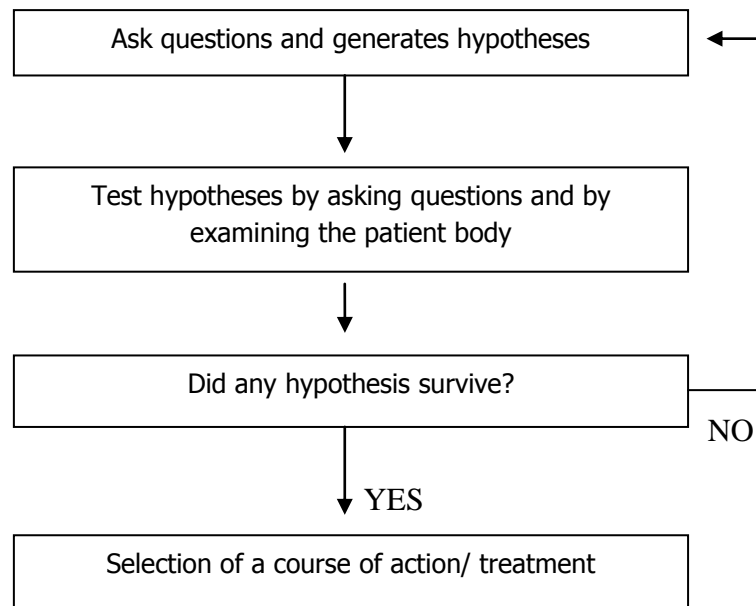 Ask questions and generates hypotheses
Test hypotheses by asking questions and by
examining the patient body
Did any hypothesis survive?
NO
YES
Selection of a course of action/ treatment